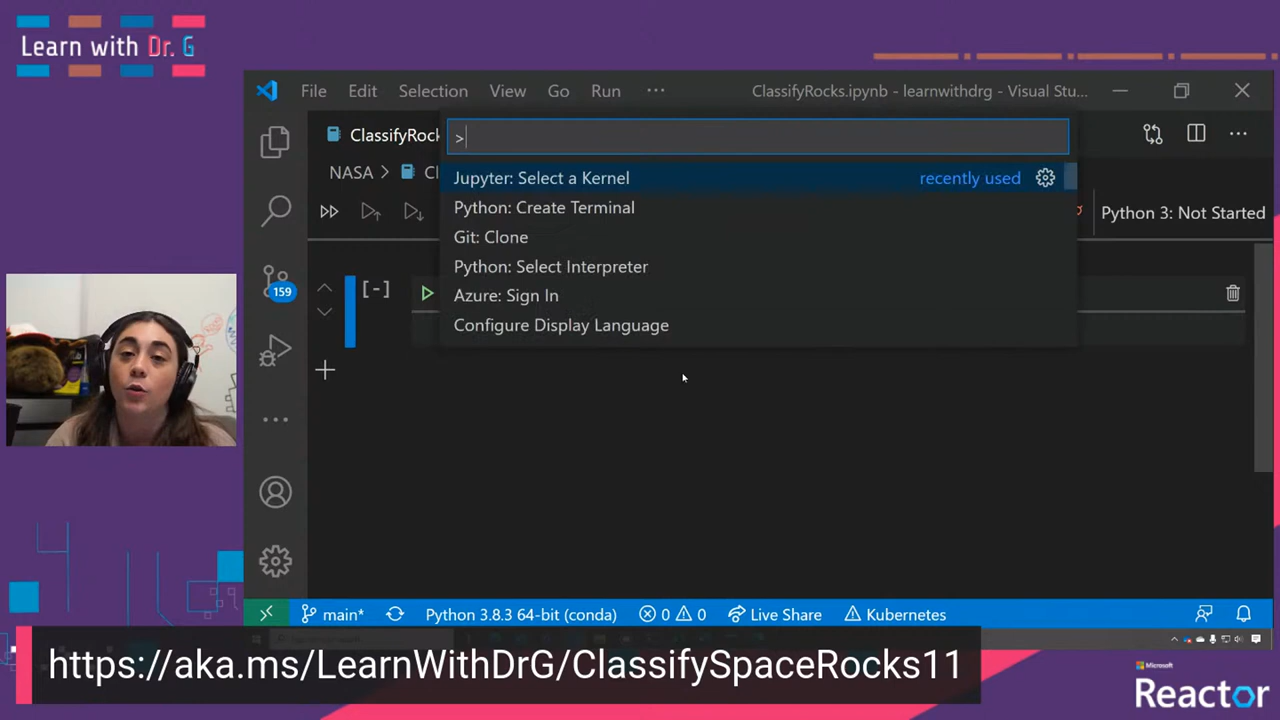 Learn with Dr. G
File Edit Selection View Go Run ··· ClassifyRocks.ipynb - learnwithdrg - Visual Stu...
ClassifyRock
>
NASA > Cl
Jupyter: Select a Kernel recently used
Python: Create Terminal
Python 3: Not Started
Git: Clone
Python: Select Interpreter
[-]
159
Azure: Sign In
Configure Display Language
main* Python 3.8.3 64-bit (conda) 0 0 Live Share Kubernetes
https://aka.ms/LearnWithDrG/ClassifySpaceRocks11
Microsoft
Reactor